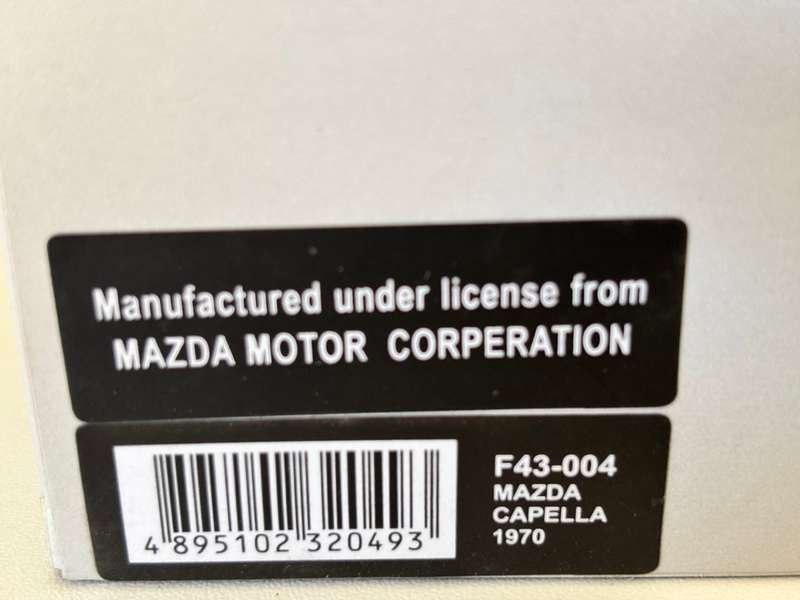 Manufactured under license from
MAZDA MOTOR CORPERATION
4 895102 320493
F43-004
MAZDA
CAPELLA
1970